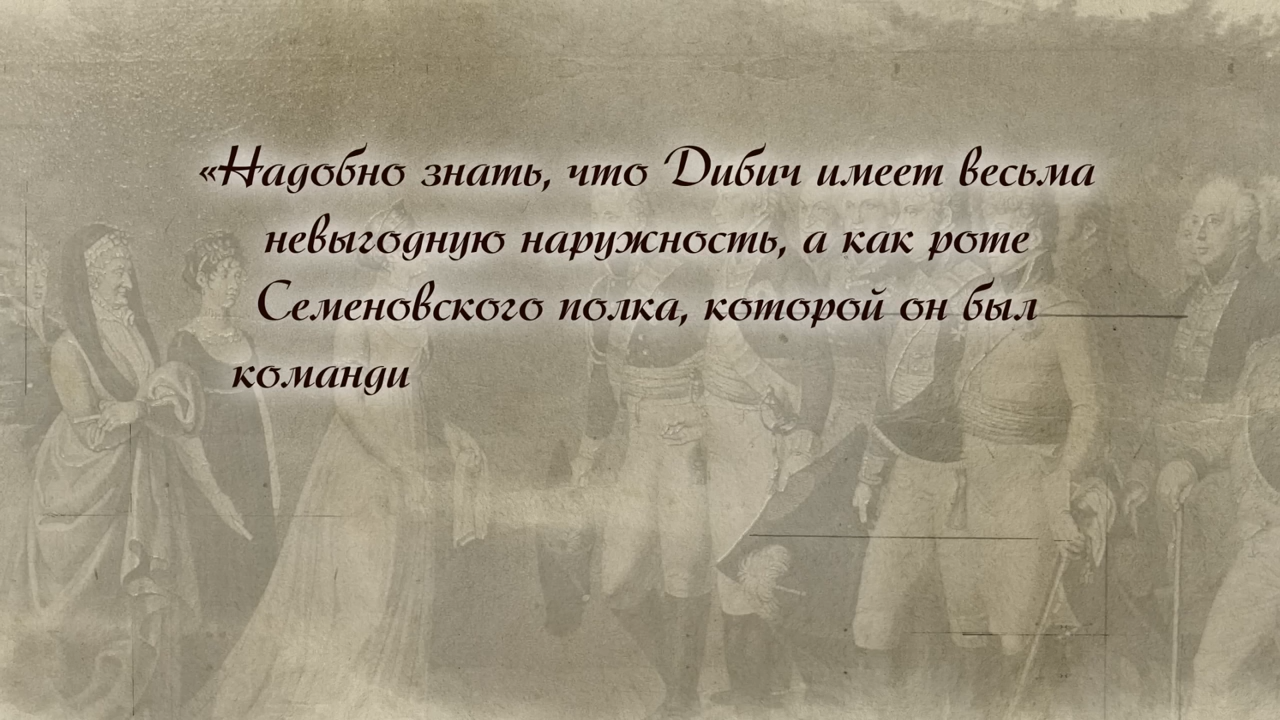 «Надобно знать, что Дибич имеет весьма
невыгодную наружность, а как роте
Семеновского полка, которой он был
команди